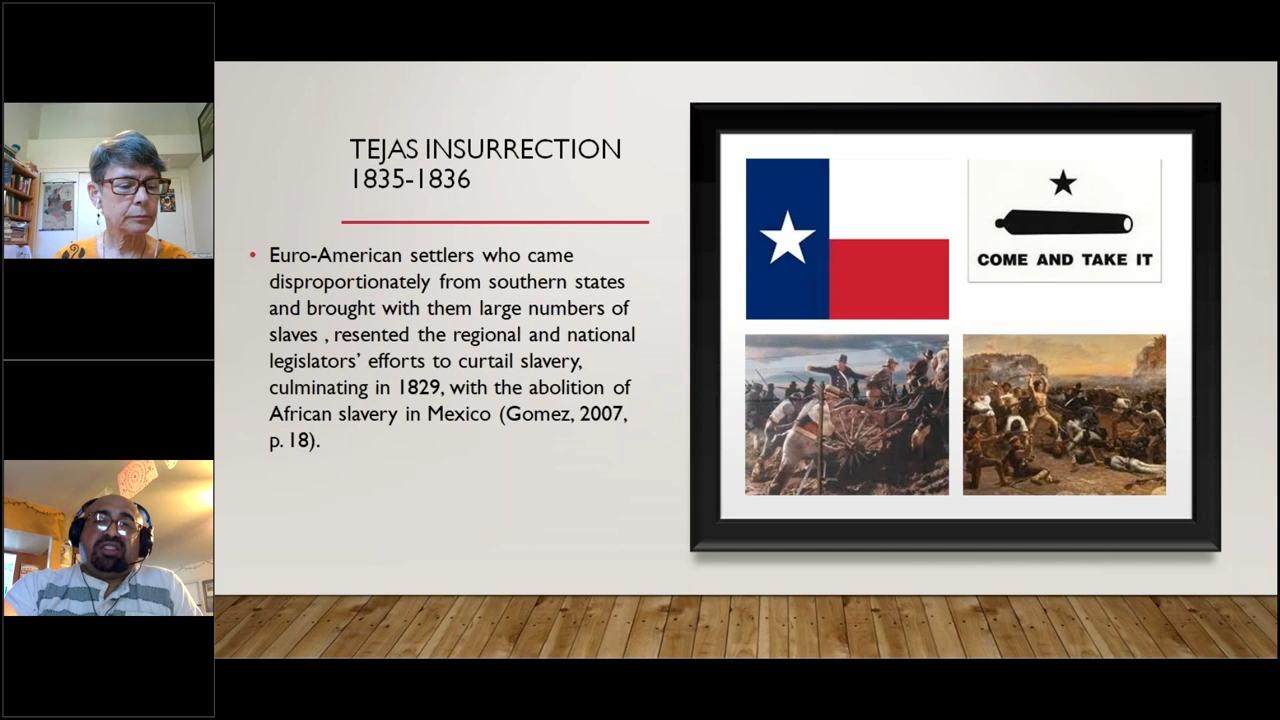 TEJAS INSURRECTION
1835-1836
• Euro-American settlers who came
disproportionately from southern states
and brought with them large numbers of
slaves , resented the regional and national
legislators’ efforts to curtail slavery,
culminating in 1829, with the abolition of
African slavery in Mexico (Gomez, 2007,
p. 18).
COME AND TAKE IT